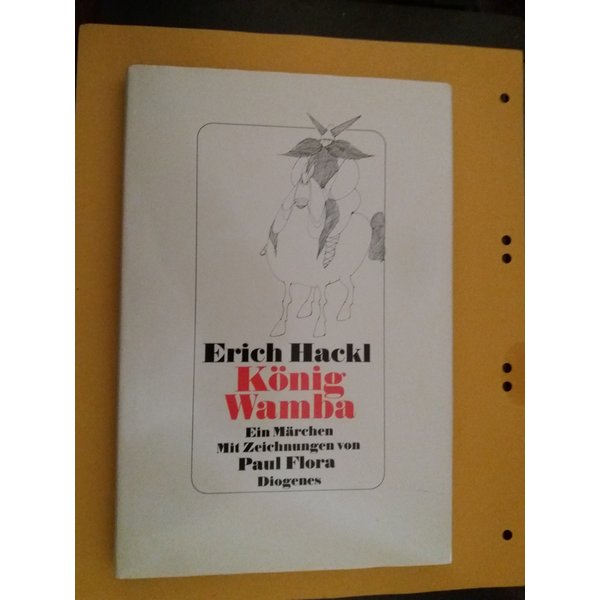 Erich Hackl
König
Wamba
Ein Märchen
Mit Zeichnungen von
Paul Flora
Diogenes